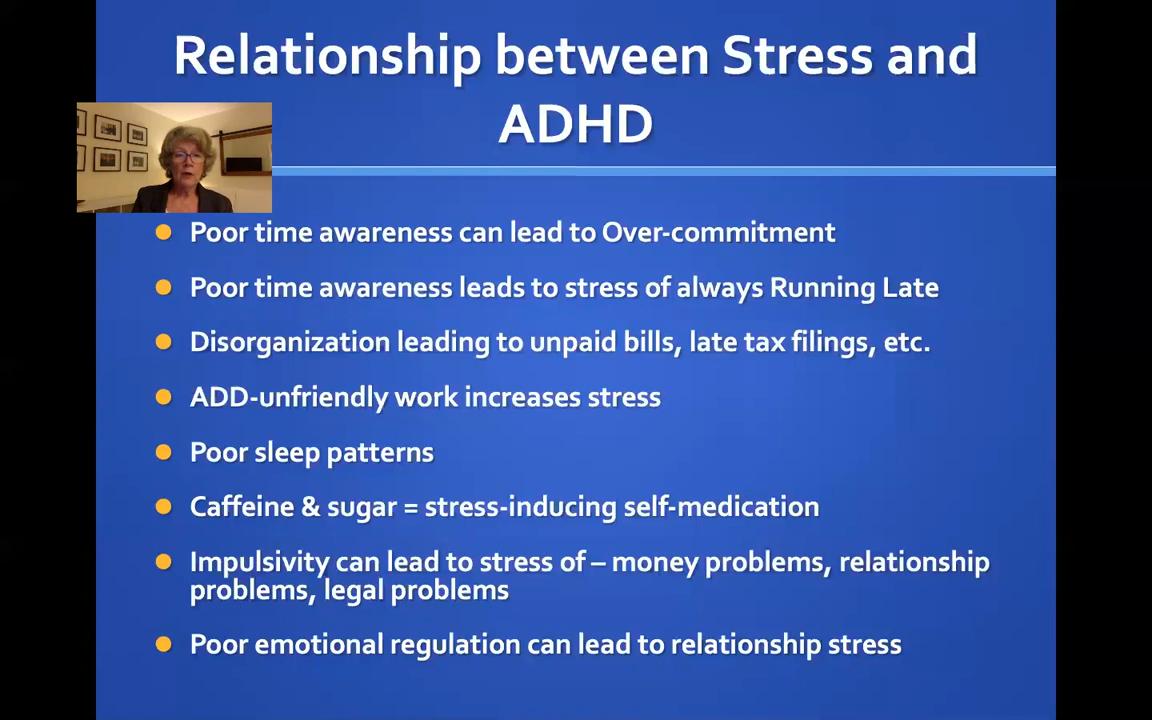 Relationship between Stress and
ADHD
Poor time awareness can lead to Over-commitment
Poor time awareness leads to stress of always Running Late
Disorganization leading to unpaid bills, late tax filings, etc.
ADD-unfriendly work increases stress
Poor sleep patterns
Caffeine & sugar = stress-inducing self-medication
Impulsivity can lead to stress of – money problems, relationship
problems, legal problems
Poor emotional regulation can lead to relationship stress